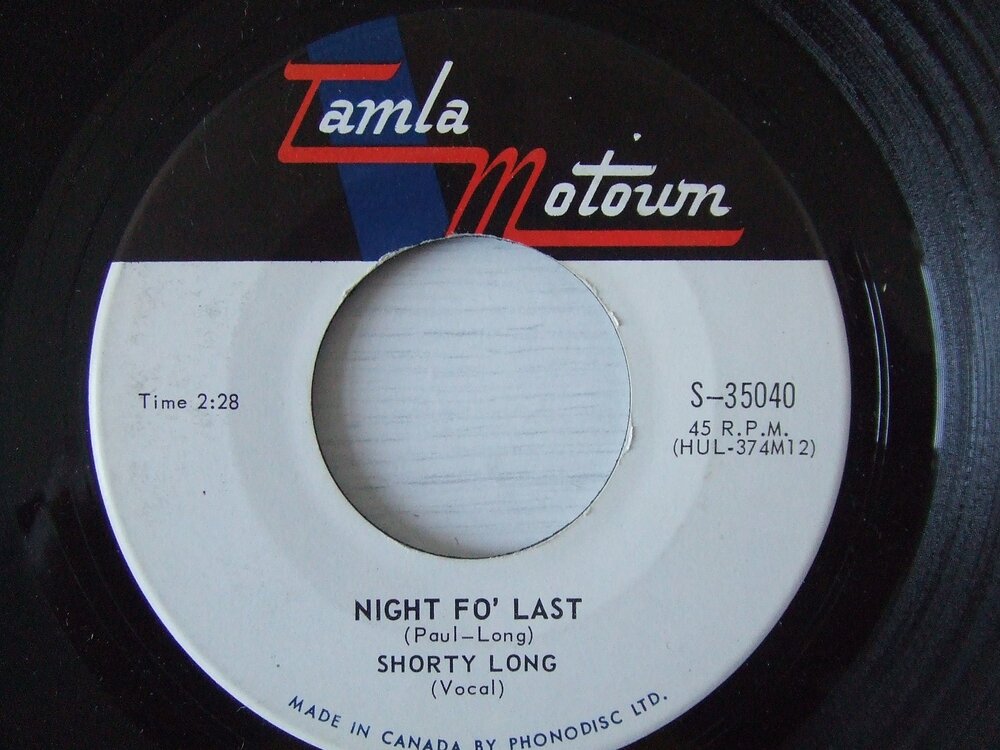 Tamla
Motown
Time 2:28
S-35040
45 R.P.M.
(HUL-374M12)
NIGHT FO' LAST
(Paul-Long)
SHORTY LONG
(Vocal)
MADE IN CANADA BY PHONODISC LTD.